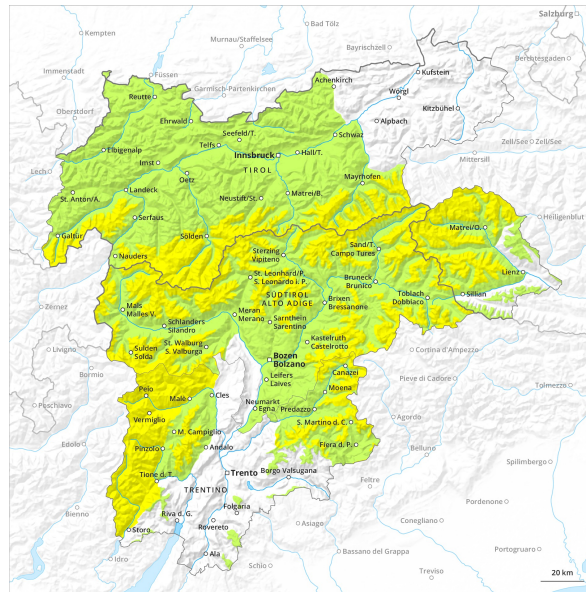 Salzburg
Kempten
Bad Tölz
Murnau/Staffelsee
Bayrischzell
Berchtesgaden
Immenstadt
Füssen
Garmisch-Partenkirchen
Kufstein
Achenkirch
Reutte
Wörgl
Oberstdorf
Kitzbühel
Ehrwald
Alpbach
Seefeld/T.
Schwaz
Elbigenalp
Telfs
Innsbruck
Hall/T.
Zell/See
Zell/See
Lech
Imst
TIROL
Mittersill
Oetz
Mayrhofen
Landeck
Matrei/B.
St. Anton/A.
Neustift/St.
Serfaus
Heiligenblut
Galtür
Sölden
Matrei/O.
Sand/T.
Campo Tures
Nauders
Sterzing
Vipiteno
Lienz
St. Leonhard/P.
S. Leonardo i. P.
Bruneck
Brunico
Toblach
Dobbiaco
Sillian
Zernez
SÜDTIROL
ALTO ADIGE
Brixen
Bressanone
Mals
Malles V.
Meran
Merano
Sarnthein
Sarentino
Schlanders
Silandro
Kastelruth
Castelrotto
Livigno
St. Walburg
S. Valburga
Cortina d'Ampezzo
Sulden
Solda
Bozen
Bolzano
Bormio
Canazei
Pieve di Cadore
Leifers
Laives
Tolmezzo
Peio
Moena
Malè
Cles
Neumarkt
Egna
Poschiavo
Predazzo
Vermiglio
Agordo
S. Martino d. C.
M. Campiglio
Edolo
Pinzolo
Andalo
Fiera d. P.
Belluno
Tione d. T.
Trento
Borgo Valsugana
Spilimbergo
Feltre
TRENTINO
Bienno
Folgaria
Pordenone
Riva d. G.
Storo
Rovereto
Asiago
Conegliano
Ala
Bassano del Grappa
Portogruaro
Idro
Schio
Treviso
20 km